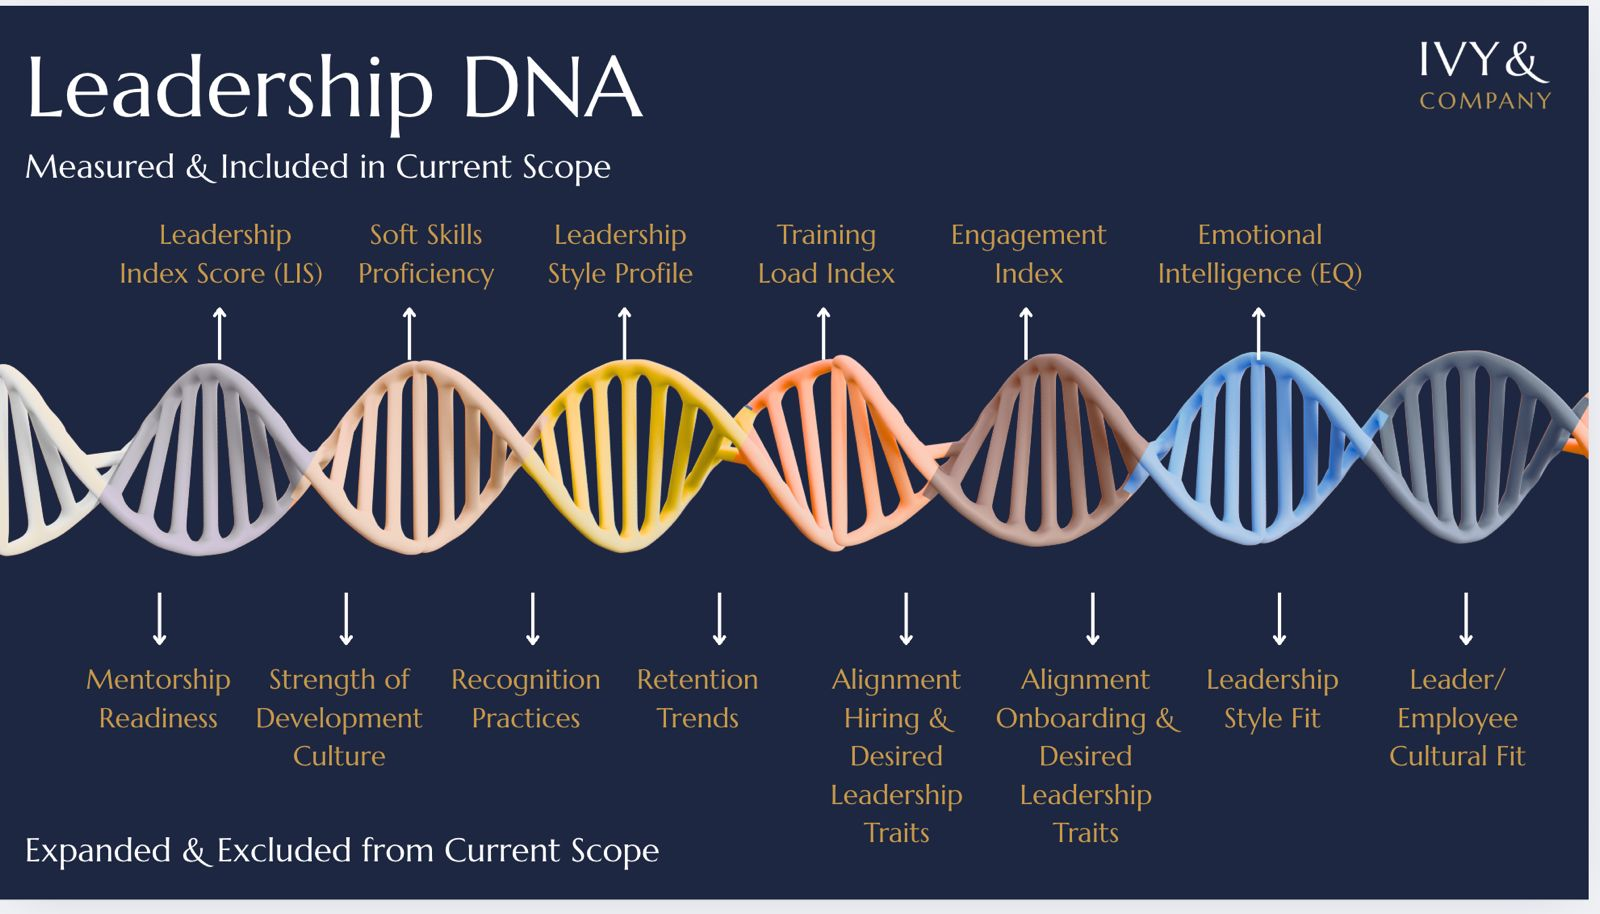 Leadership DNA
IVY&
COMPANY
Measured & Included in Current Scope
Leadership
Index Score (LIS)
Soft Skills
Proficiency
Leadership
Style Profile
Training
Load Index
Engagement
Index
Emotional
Intelligence (EQ)
Mentorship
Readiness
Strength of
Development
Culture
Recognition
Practices
Retention
Trends
Alignment
Hiring &
Desired
Leadership
Traits
Alignment
Onboarding &
Desired
Leadership
Traits
Leadership
Style Fit
Leader/
Employee
Cultural Fit
Expanded & Excluded from Current Scope